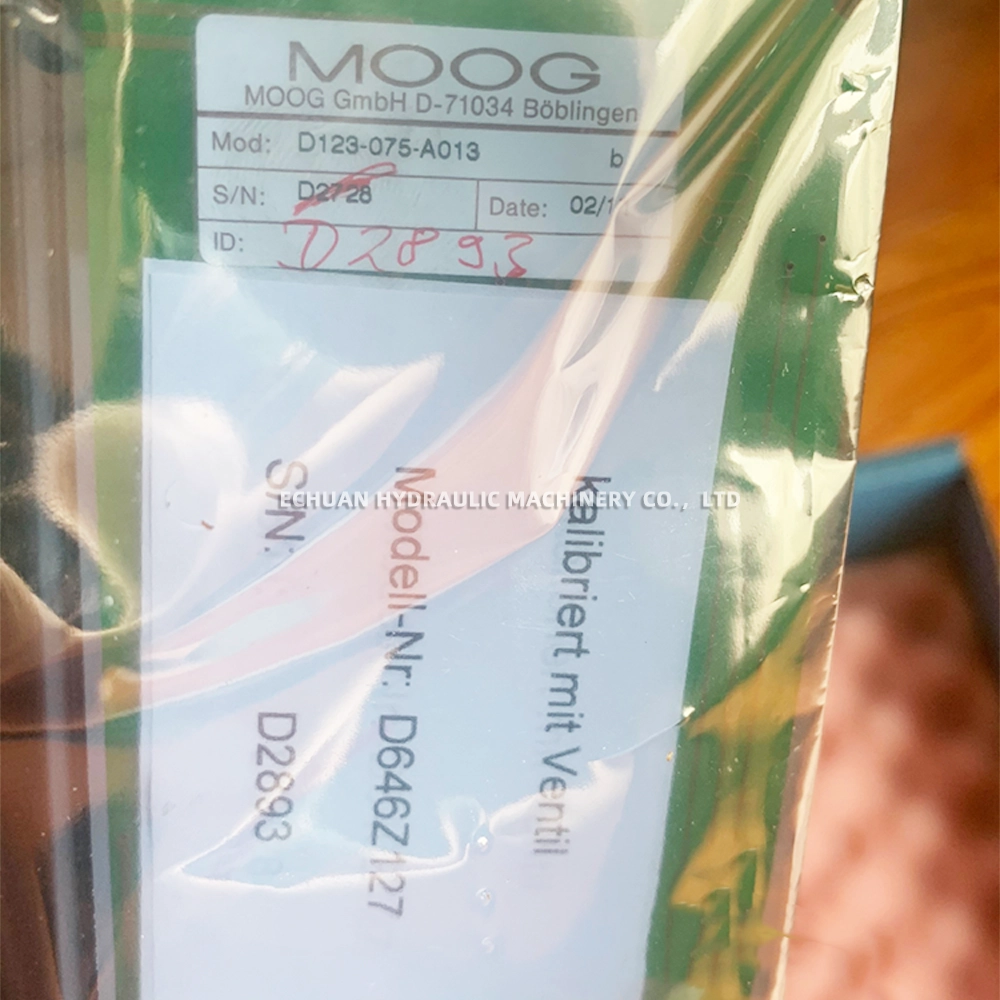 MOOG
MOOG GmbH D-71034 Böblingen
Mod: D123-075-A013 b
S/N: D2728 Date: 02/1
ID: D2893
kalibriert mit Ventil
Modell-Nr: D646Z127
S/N: D2893
ECHUAN HYDRAULIC MACHINERY CO., LTD